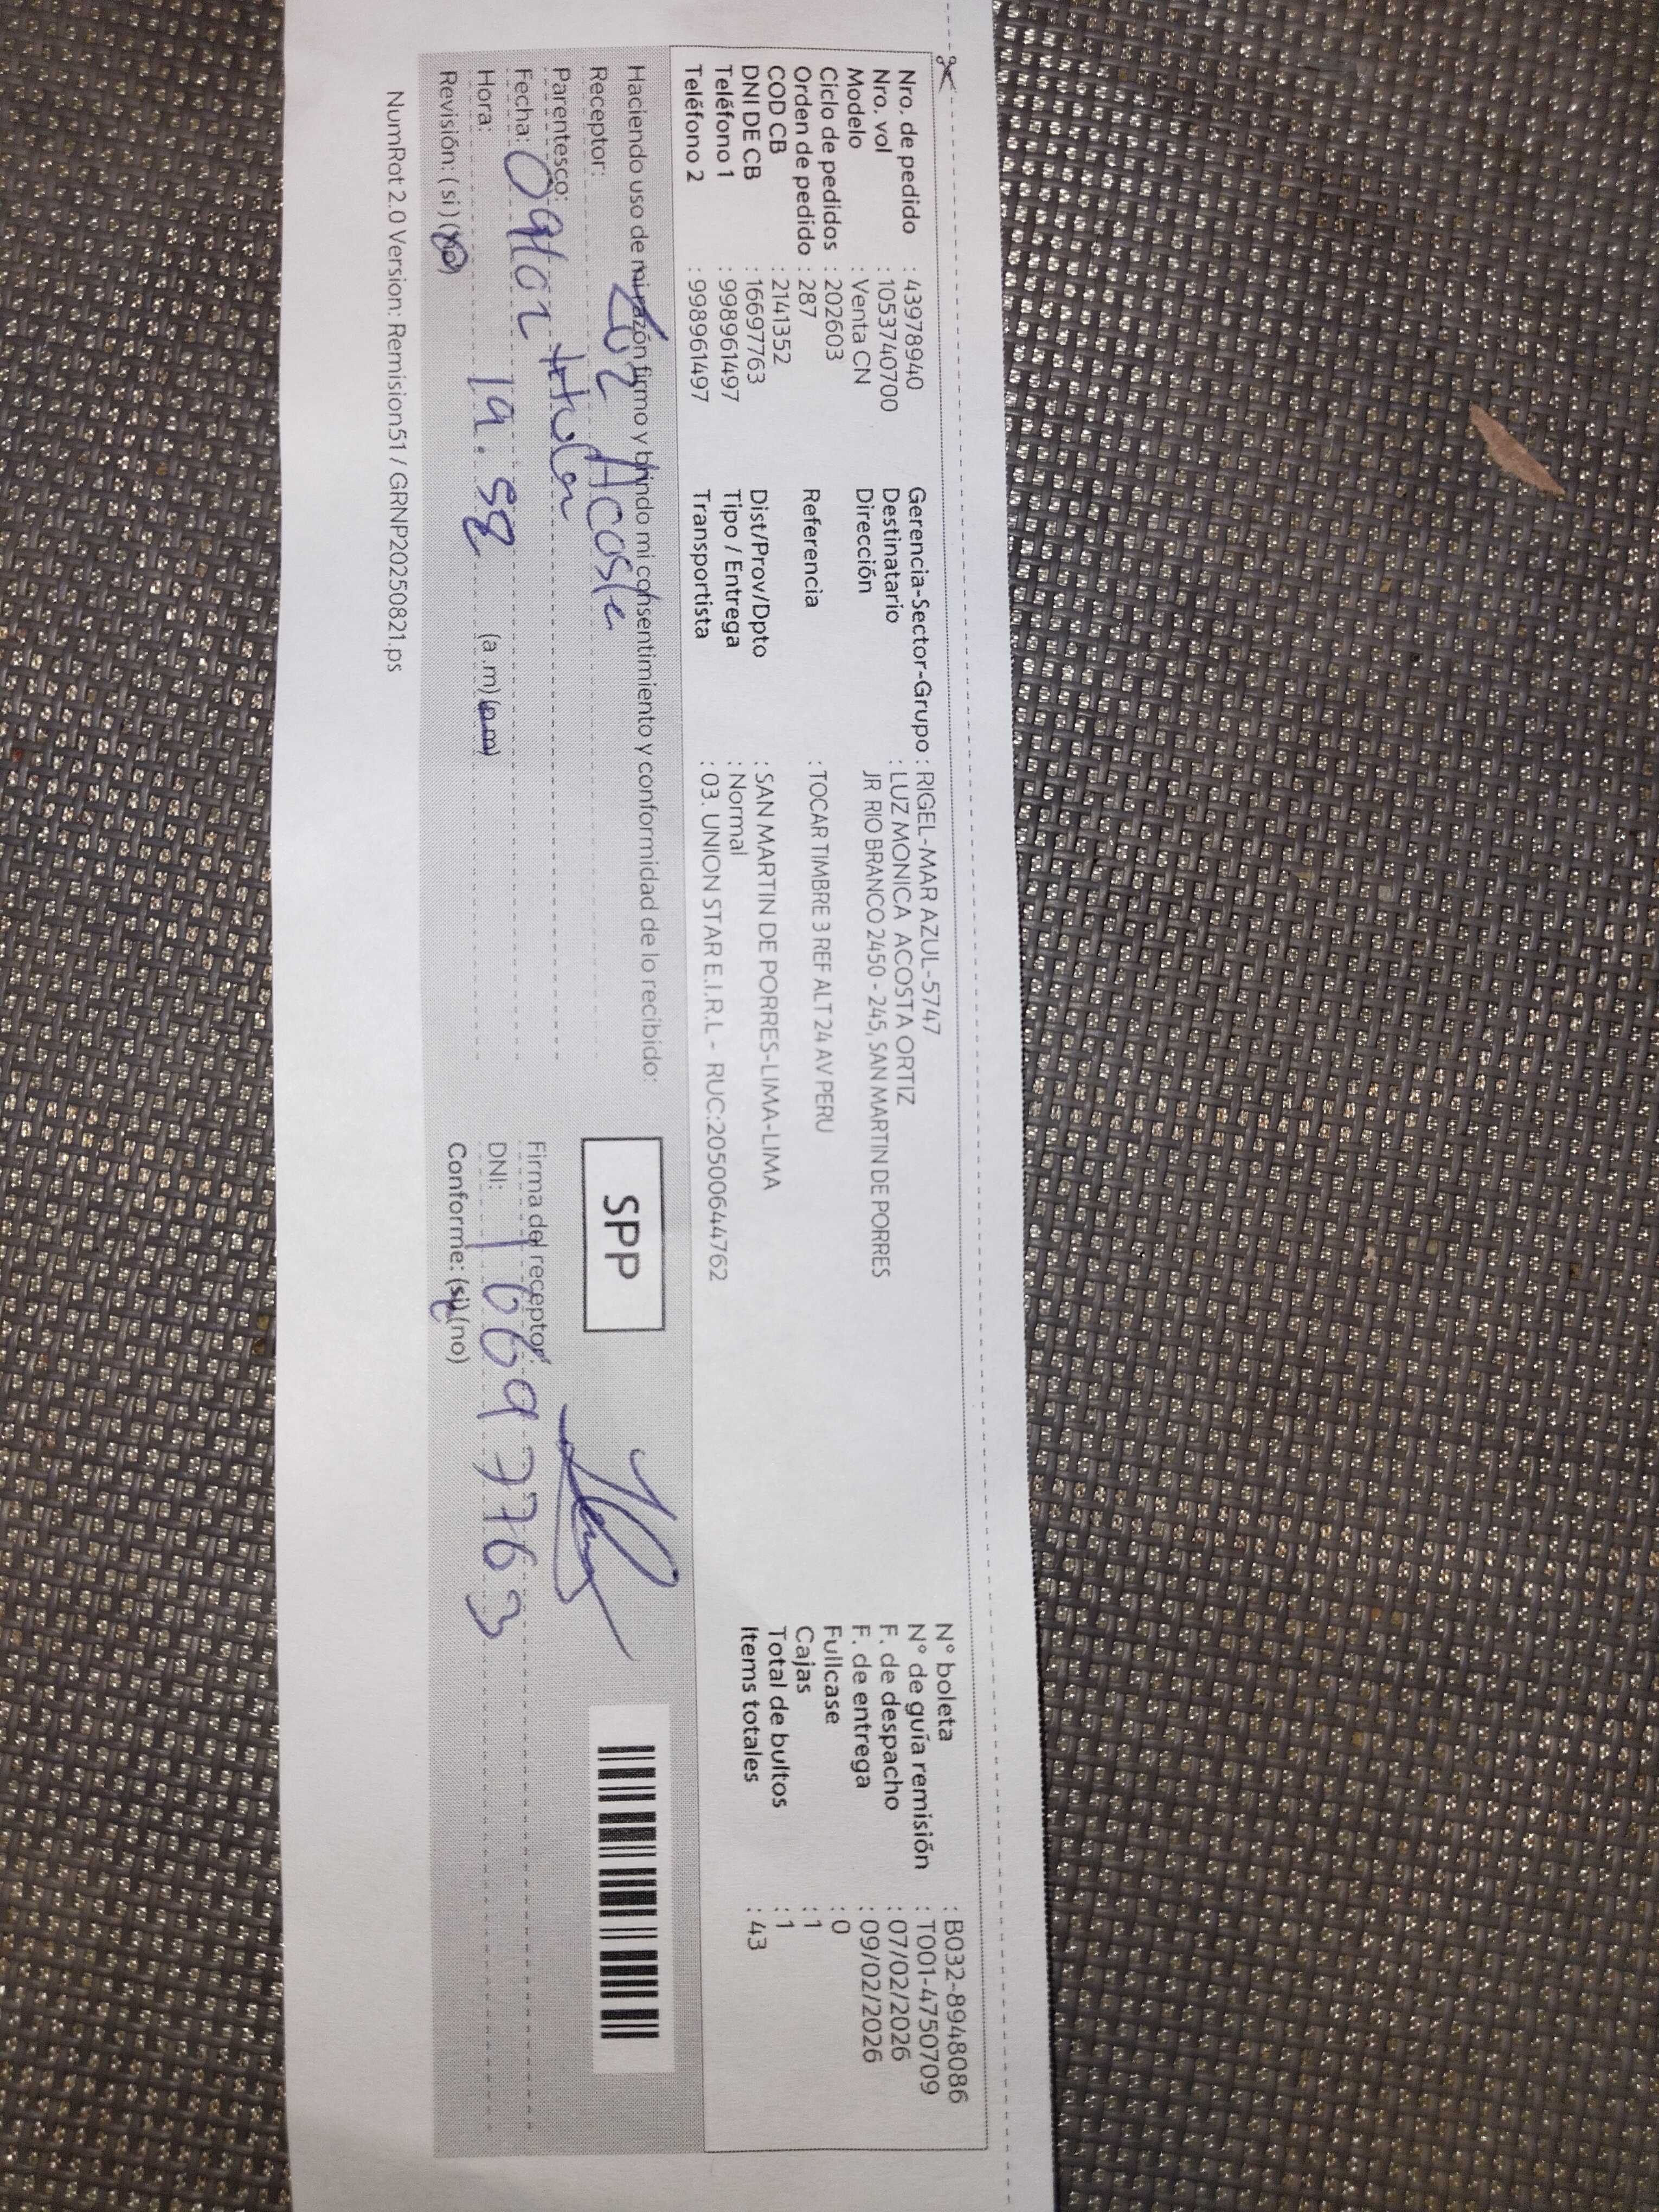 Nro. de pedido : 43978940
Nro. vol : 1053740700
Modelo : Venta CN
Ciclo de pedidos : 202603
Orden de pedido : 287
COD CB : 2141352
DNI DE CB : 16697763
Teléfono 1 : 998961497
Teléfono 2 : 998961497
Gerencia-Sector-Grupo : RIGEL-MAR AZUL-5747
Destinatario : LUZ MONICA ACOSTA ORTIZ
Dirección JR RIO BRANCO 2450 - 245, SAN MARTIN DE PORRES
Referencia : TOCAR TIMBRE 3 REF ALT 24 AV PERU
Dist/Prov/Dpto : SAN MARTIN DE PORRES-LIMA-LIMA
Tipo / Entrega : Normal
Transportista : 03. UNION STAR E.I.R.L - RUC:20500644762
N° boleta : B032-8948086
N° de guía remisión : T001-4750709
F. de despacho : 07/02/2026
F. de entrega : 09/02/2026
Fullcase : 0
Cajas : 1
Total de bultos : 1
Items totales : 43
Haciendo uso de mi razón firmo y brindo mi consentimiento y conformidad de lo recibido:
Receptor: Luz Acosta
Parentesco:
Fecha:
Hora: 19:58 (a.m) (p.m)
Revisión: (si) (no)
SPP
Firma del receptor:
DNI: 16697763
Conforme: (si) (no)
NumRot 2.0 Version: Remision51 / GRNP20250821.ps